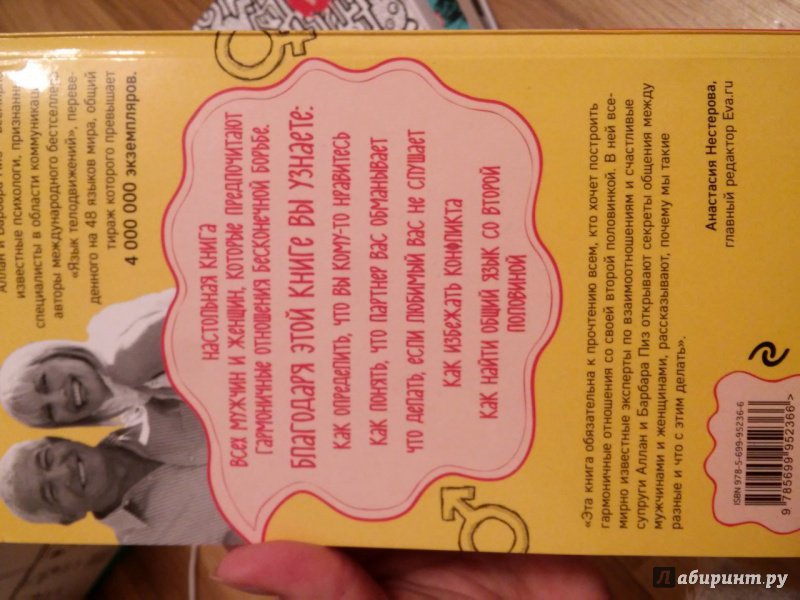 Аллан и Барбара Пиз
известные психологи, признанные
специалисты в области коммуникации
авторы международного бестселлера
«Язык телодвижений», переве-
денного на 48 языков мира, общий
тираж которого превышает
4 000 000 экземпляров.
НАСТОЛЬНАЯ КНИГА
ВСЕХ МУЖЧИН И ЖЕНЩИН, КОТОРЫЕ ПРЕДПОЧИТАЮТ
ГАРМОНИЧНЫЕ ОТНОШЕНИЯ БЕСКОНЕЧНОЙ БОРЬБЕ.
БЛАГОДАРЯ ЭТОЙ КНИГЕ ВЫ УЗНАЕТЕ:
КАК ОПРЕДЕЛИТЬ, ЧТО ВЫ КОМУ-ТО НРАВИТЕСЬ
КАК ПОНЯТЬ, ЧТО ПАРТНЕР ВАС ОБМАНЫВАЕТ
ЧТО ДЕЛАТЬ, ЕСЛИ ЛЮБИМЫЙ ВАС НЕ СЛУШАЕТ
КАК ИЗБЕЖАТЬ КОНФЛИКТА
КАК НАЙТИ ОБЩИЙ ЯЗЫК СО ВТОРОЙ
ПОЛОВИНОЙ
«Эта книга обязательна к прочтению всем, кто хочет построить
гармоничные отношения со своей второй половинкой. В ней все-
мирно известные эксперты по взаимоотношениям и счастливые
супруги Аллан и Барбара Пиз открывают секреты общения между
мужчинами и женщинами, рассказывают, почему мы такие
разные и что с этим делать».
Анастасия Нестерова,
главный редактор Eva.ru
ISBN 978-5-699-95236-6
9 785699 952366 >
Лабиринт.ру